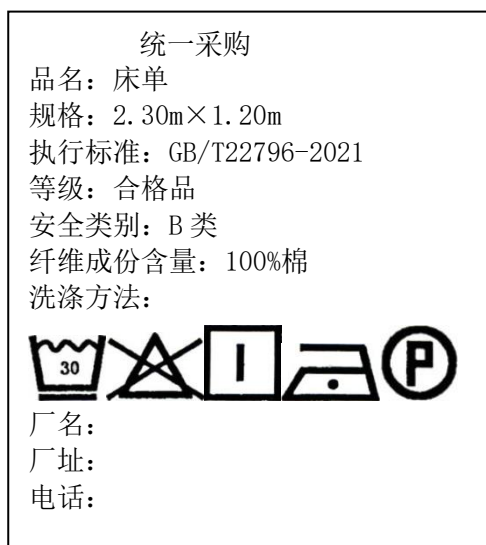 统一采购
品名：床单
规格：2.30m×1.20m
执行标准：GB/T22796-2021
等级：合格品
安全类别：B 类
纤维成份含量：100%棉
洗涤方法：
30 P
厂名：
厂址：
电话：